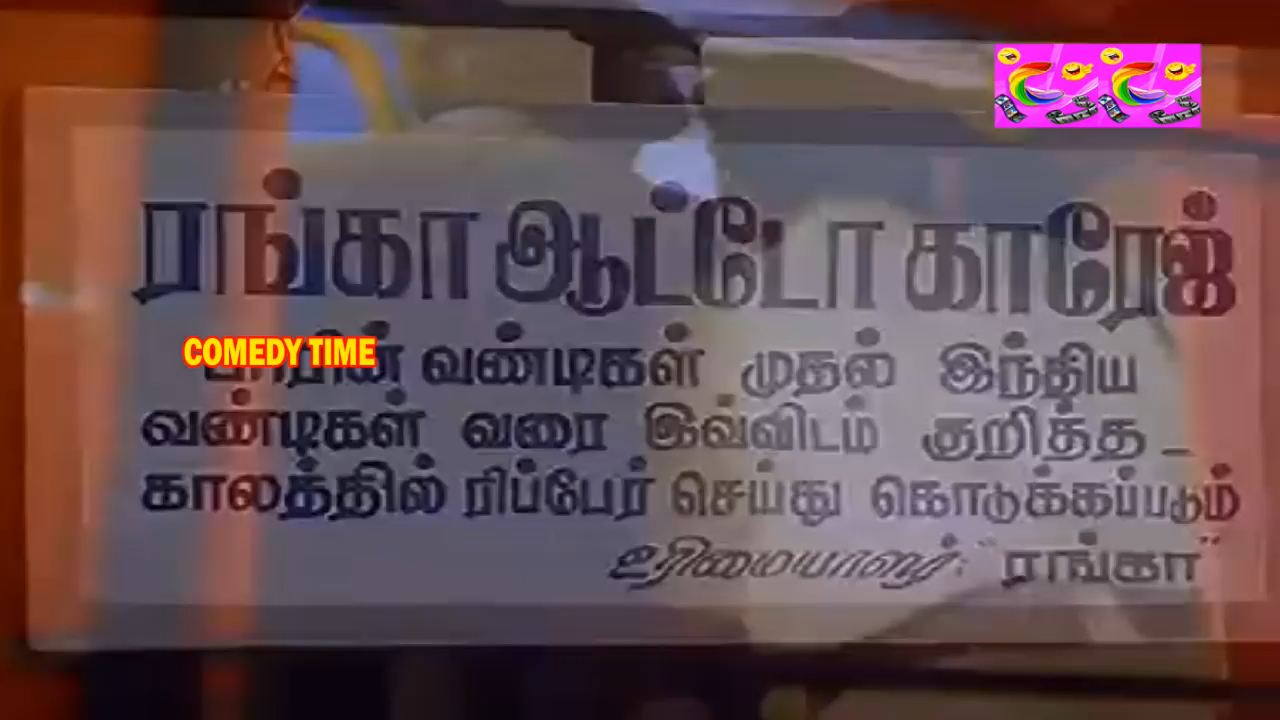 ரங்கா ஆட்டோ காரேஜ்
COMEDY TIME
வண்டிகள் முதல் இந்திய
வண்டிகள் வரை இவ்விடம் குறித்த -
காலத்தில் ரிப்பேர் செய்து கொடுக்கப்படும்
உரிமையாளர்: "ரங்கா"